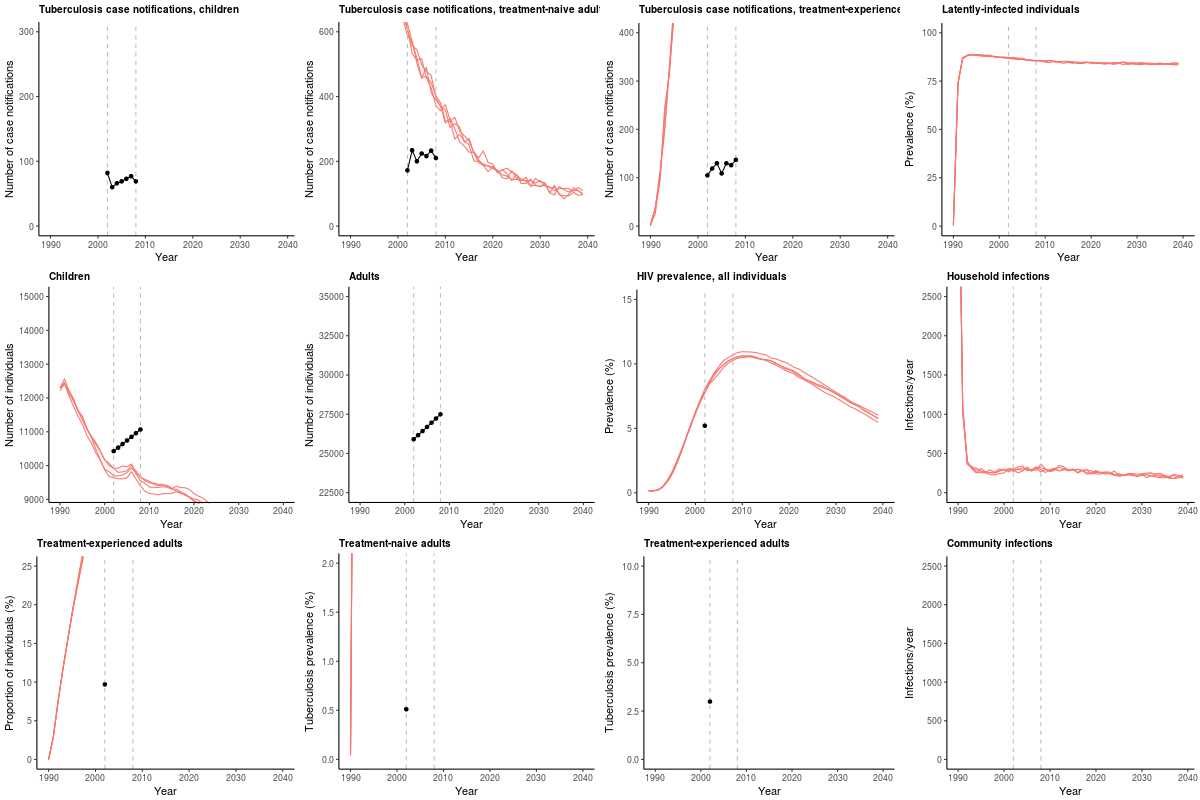 Tuberculosis case notifications, children
Number of case notifications
300
200
100
0
1990 2000 2010 2020 2030 2040
Year
Tuberculosis case notifications, treatment-naive adul
Number of case notifications
600
400
200
0
1990 2000 2010 2020 2030 2040
Year
Tuberculosis case notifications, treatment-experience
Number of case notifications
400
300
200
100
0
1990 2000 2010 2020 2030 2040
Year
Latently-infected individuals
Prevalence (%)
100
75
50
25
0
1990 2000 2010 2020 2030 2040
Year
Children
Number of individuals
15000
14000
13000
12000
11000
10000
9000
1990 2000 2010 2020 2030 2040
Year
Adults
Number of individuals
35000
32500
30000
27500
25000
22500
1990 2000 2010 2020 2030 2040
Year
HIV prevalence, all individuals
Prevalence (%)
15
10
5
0
1990 2000 2010 2020 2030 2040
Year
Household infections
Infections/year
2500
2000
1500
1000
500
0
1990 2000 2010 2020 2030 2040
Year
Treatment-experienced adults
Proportion of individuals (%)
25
20
15
10
5
0
1990 2000 2010 2020 2030 2040
Year
Treatment-naive adults
Tuberculosis prevalence (%)
2.0
1.5
1.0
0.5
0.0
1990 2000 2010 2020 2030 2040
Year
Treatment-experienced adults
Tuberculosis prevalence (%)
10.0
7.5
5.0
2.5
0.0
1990 2000 2010 2020 2030 2040
Year
Community infections
Infections/year
2500
2000
1500
1000
500
0
1990 2000 2010 2020 2030 2040
Year